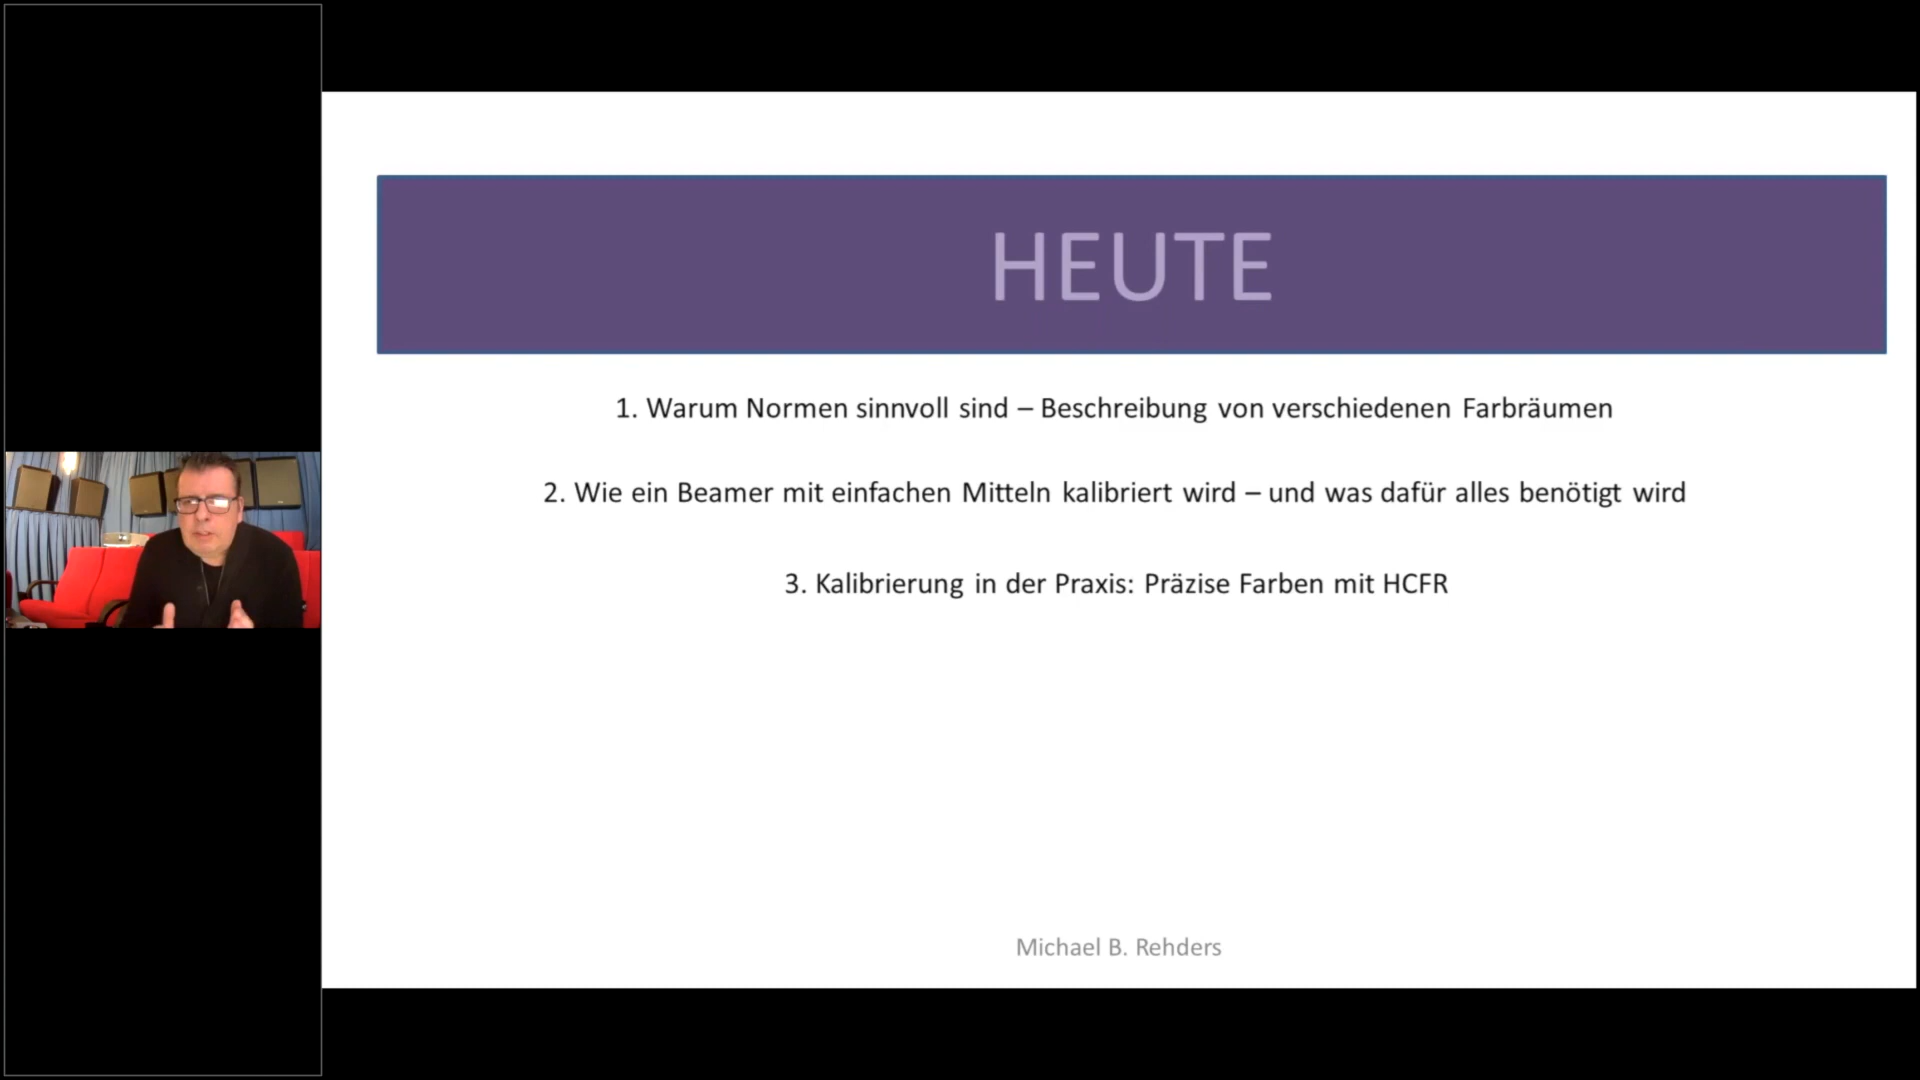 HEUTE
1. Warum Normen sinnvoll sind – Beschreibung von verschiedenen Farbräumen
2. Wie ein Beamer mit einfachen Mitteln kalibriert wird – und was dafür alles benötigt wird
3. Kalibrierung in der Praxis: Präzise Farben mit HCFR
Michael B. Rehders